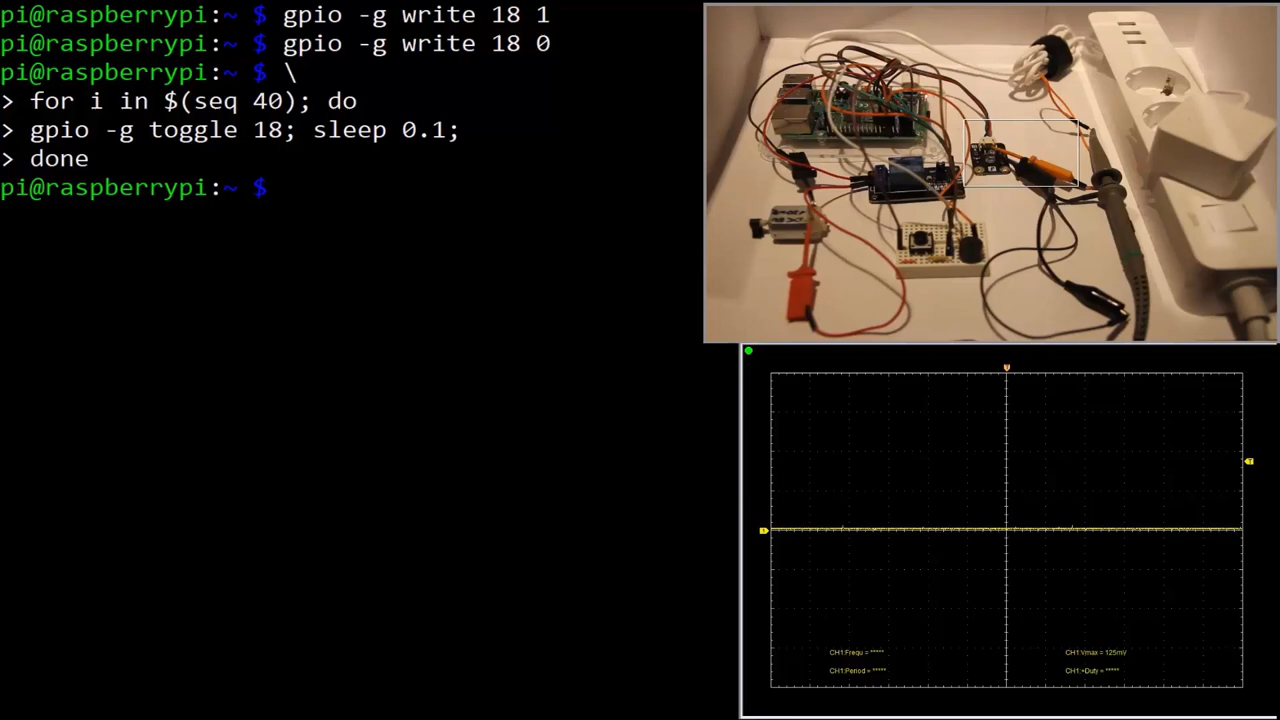 pi@raspberrypi:~ $ gpio -g write 18 1
pi@raspberrypi:~ $ gpio -g write 18 0
pi@raspberrypi:~ $ \
> for i in $(seq 40); do
> gpio -g toggle 18; sleep 0.1;
> done
pi@raspberrypi:~ $
T
CH1:Frequ = *****
CH1:Vmax = 125mV
CH1:Period = *****
CH1:+Duty = *****